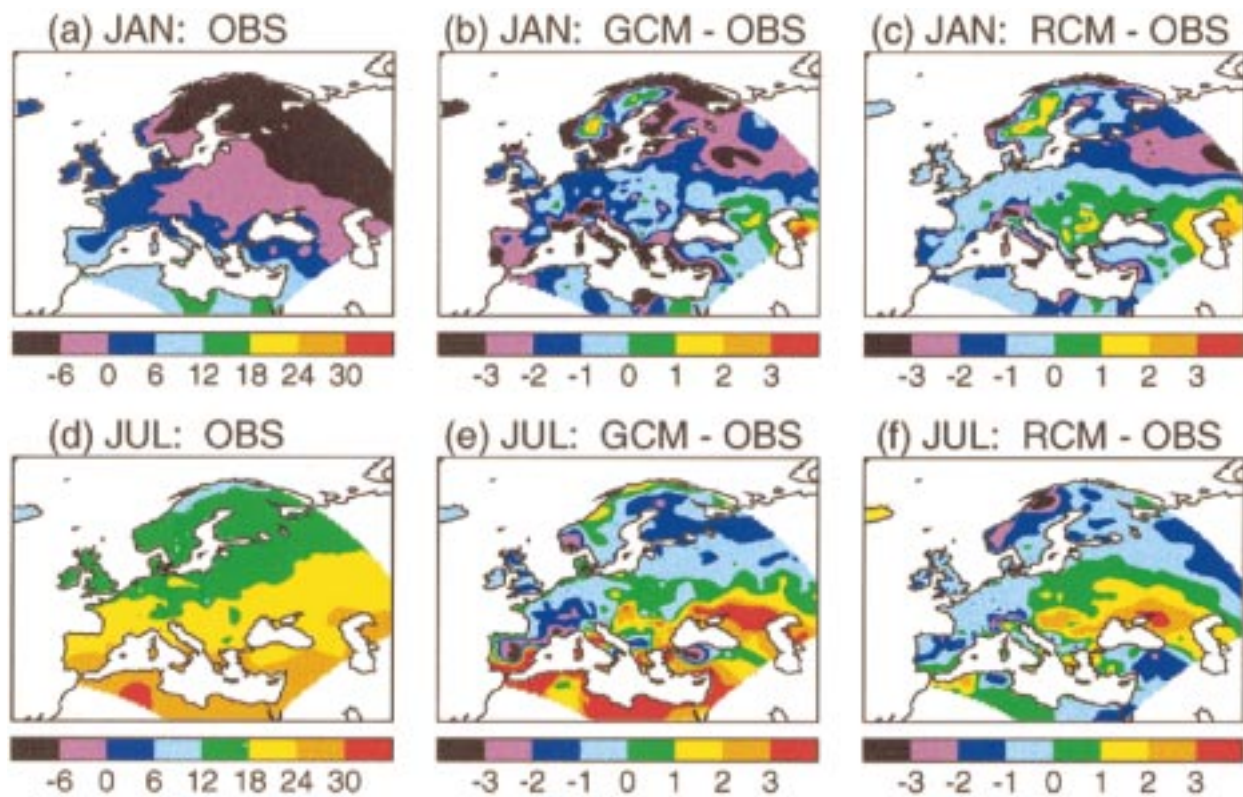 (a) JAN: OBS
(b) JAN: GCM - OBS
(c) JAN: RCM - OBS
-6 0 6 12 18 24 30
-3 -2 -1 0 1 2 3
-3 -2 -1 0 1 2 3
(d) JUL: OBS
(e) JUL: GCM - OBS
(f) JUL: RCM - OBS
-6 0 6 12 18 24 30
-3 -2 -1 0 1 2 3
-3 -2 -1 0 1 2 3